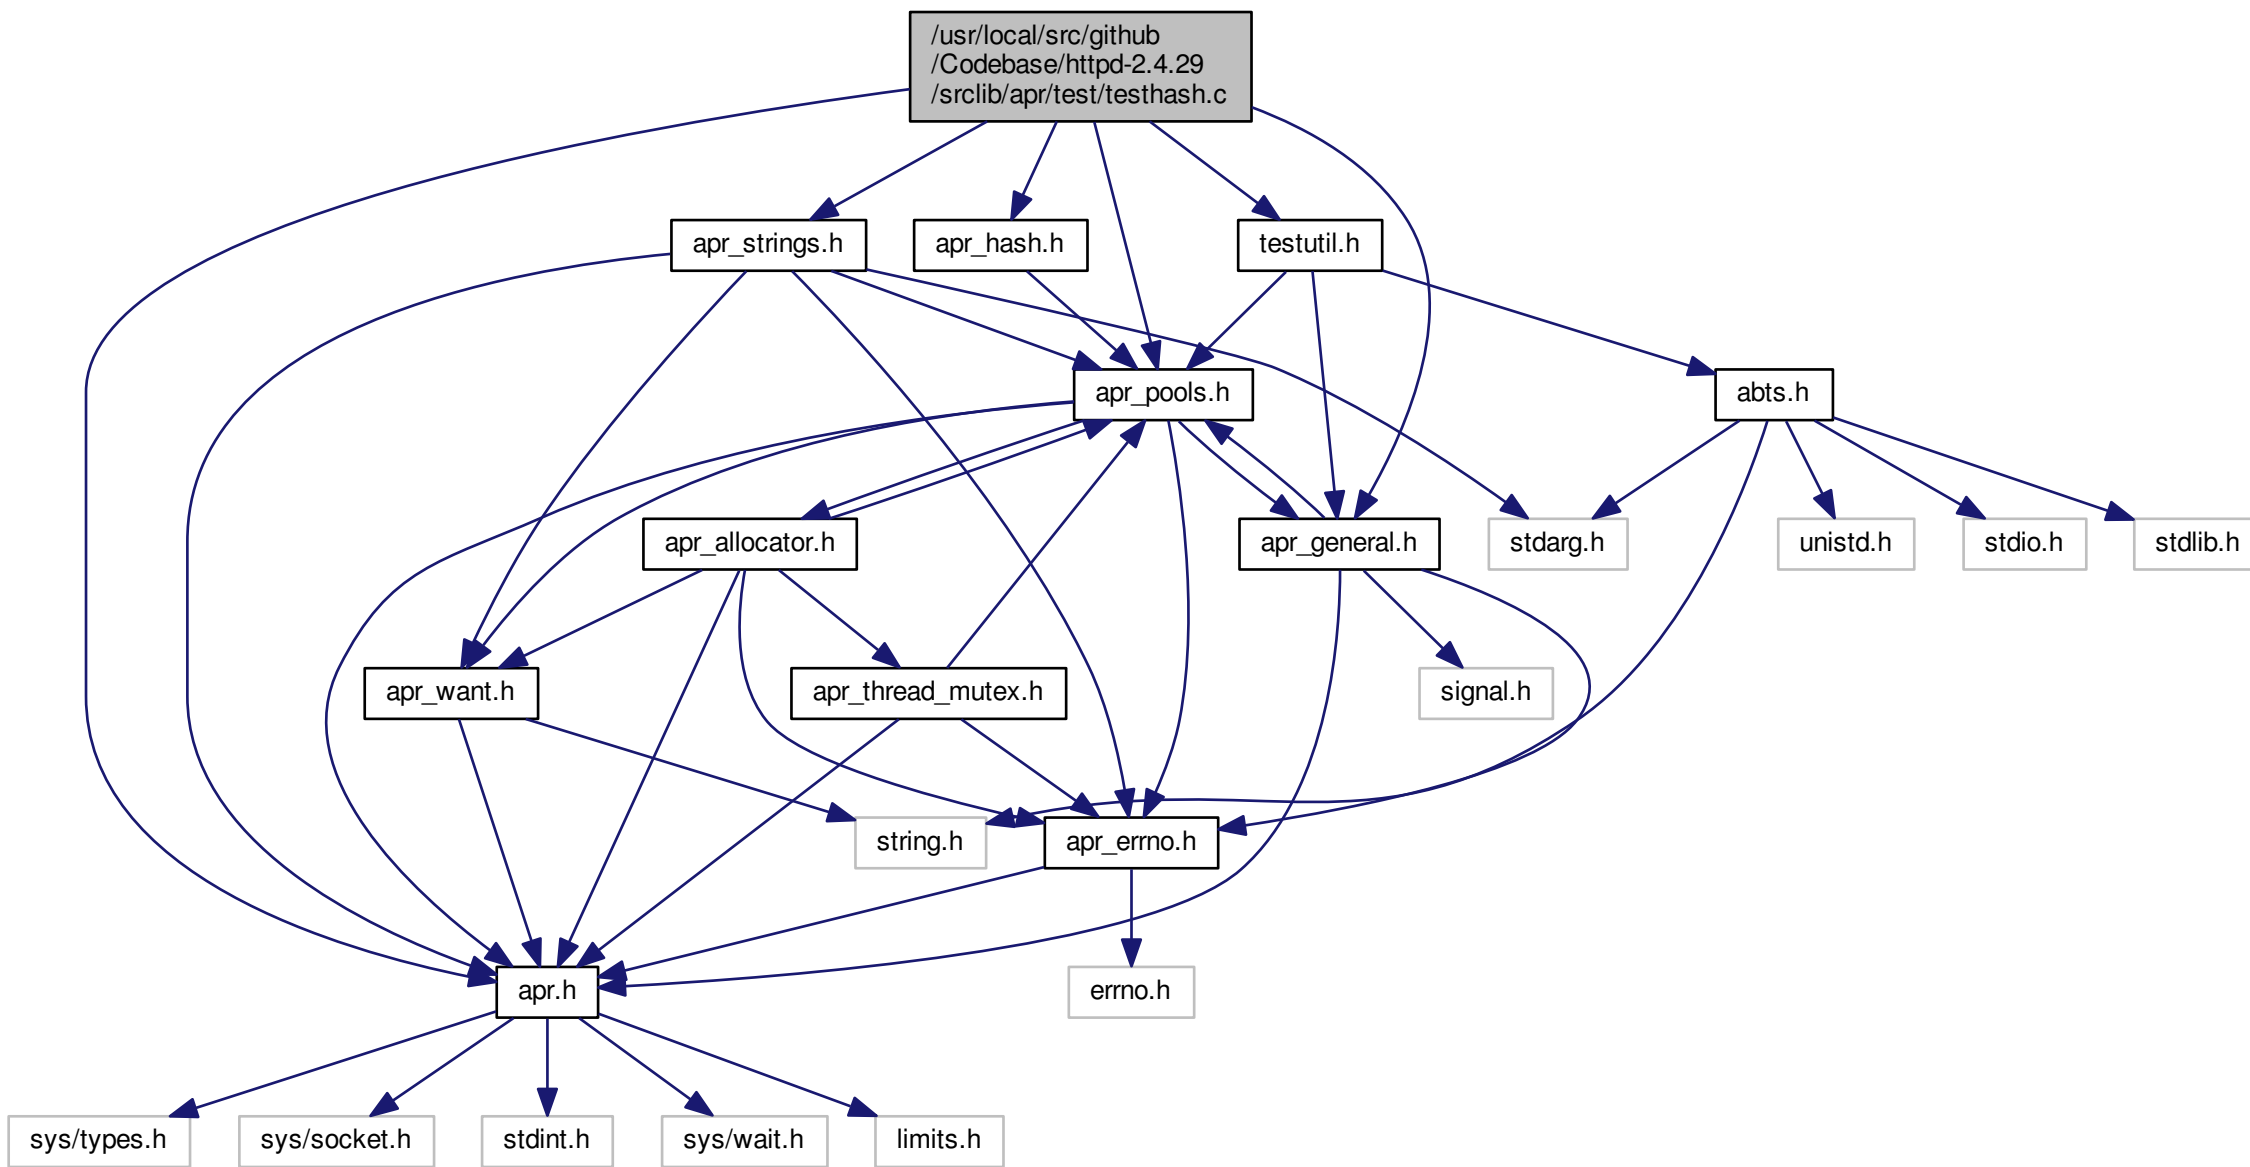 /usr/local/src/github
/Codebase/httpd-2.4.29
/srclib/apr/test/testhash.c
apr_strings.h
apr_hash.h
testutil.h
apr_pools.h
abts.h
apr_allocator.h
apr_general.h
stdarg.h
unistd.h
stdio.h
stdlib.h
apr_want.h
apr_thread_mutex.h
signal.h
string.h
apr_errno.h
apr.h
errno.h
sys/types.h
sys/socket.h
stdint.h
sys/wait.h
limits.h